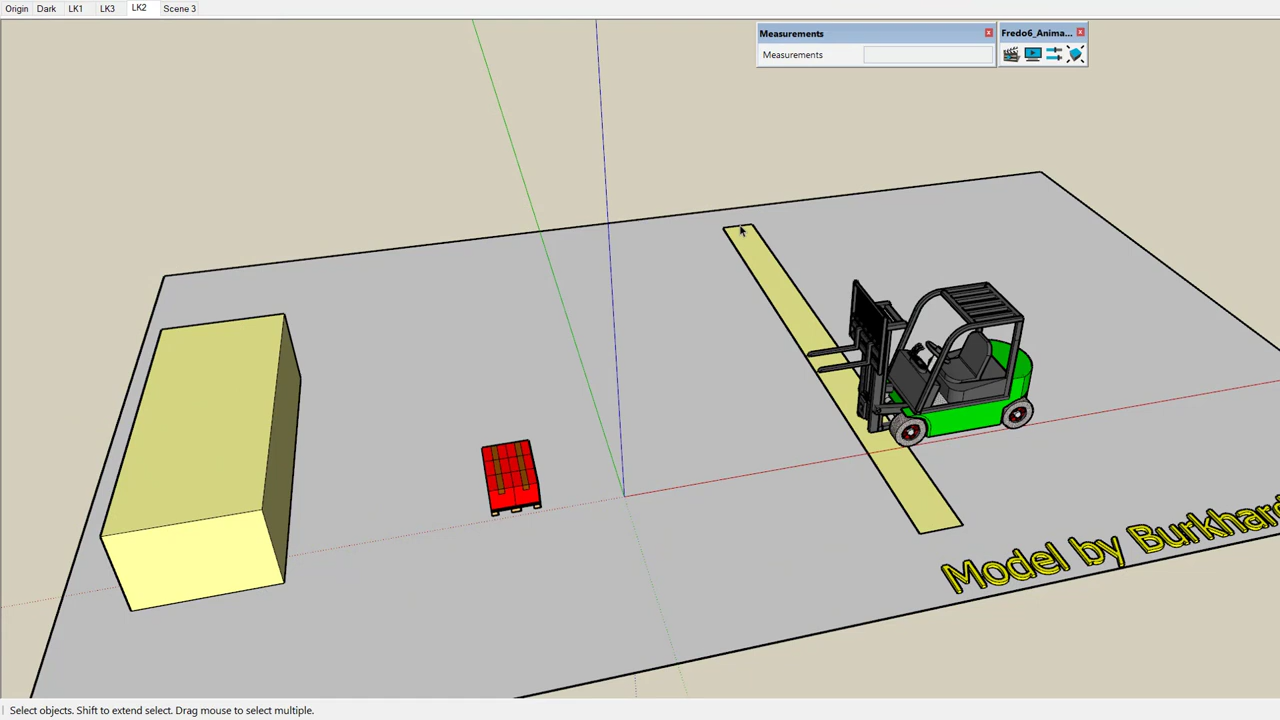 Origin Dark LK1 LK3 LK2 Scene 3
Measurements
Measurements
Fredo6_Anima...
Model by Burkhard
Select objects. Shift to extend select. Drag mouse to select multiple.